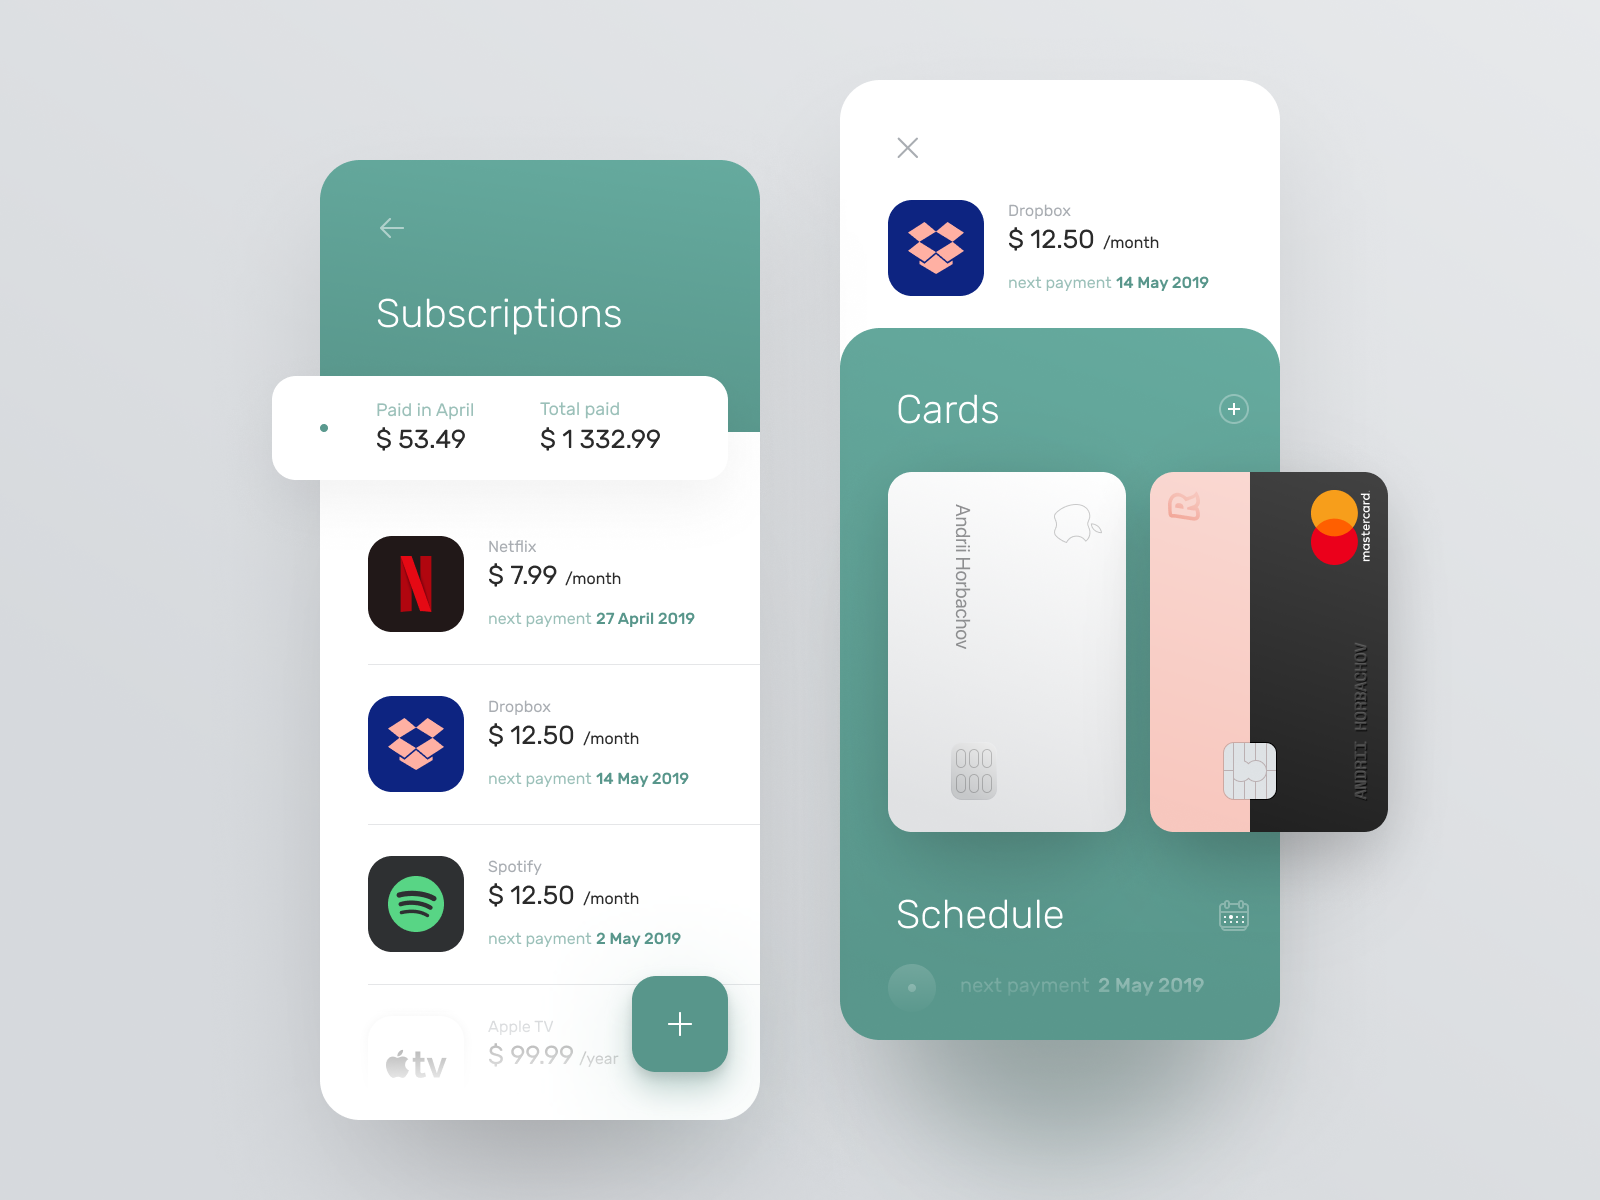 Subscriptions
Paid in April
$ 53.49
Total paid
$ 1 332.99
N
Netflix
$ 7.99 /month
next payment 27 April 2019
Dropbox
$ 12.50 /month
next payment 14 May 2019
Spotify
$ 12.50 /month
next payment 2 May 2019
tv
Apple TV
$ 99.99 /year
Dropbox
$ 12.50 /month
next payment 14 May 2019
Cards
Andrii Horbachov
R
mastercard
ANDRII HORBACHOV
Schedule
next payment 2 May 2019